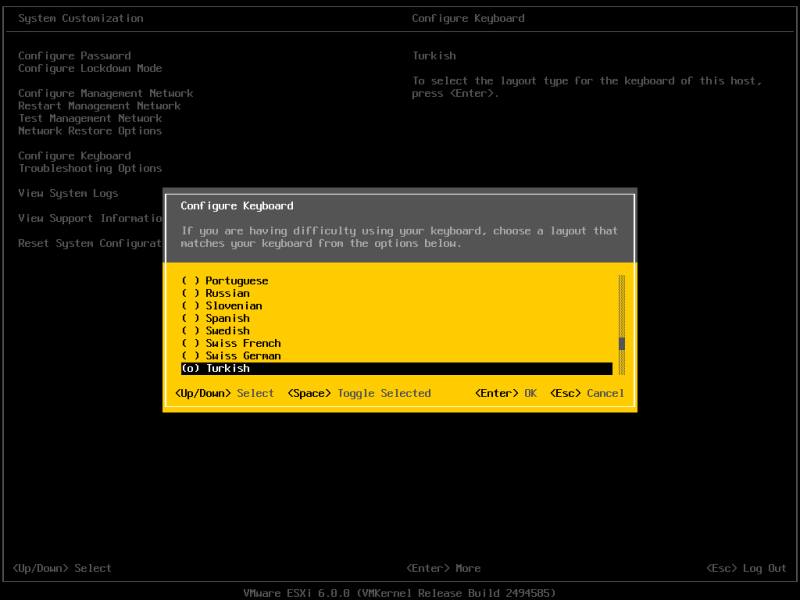 System Customization
Configure Keyboard
Configure Password
Configure Lockdown Mode
Configure Management Network
Restart Management Network
Test Management Network
Network Restore Options
Configure Keyboard
Troubleshooting Options
View System Logs
View Support Informatio
Reset System Configurat
Turkish
To select the layout type for the keyboard of this host,
press <Enter>.
Configure Keyboard
If you are having difficulty using your keyboard, choose a layout that
matches your keyboard from the options below.
( ) Portuguese
( ) Russian
( ) Slovenian
( ) Spanish
( ) Swedish
( ) Swiss French
( ) Swiss German
(o) Turkish
<Up/Down> Select <Space> Toggle Selected <Enter> OK <Esc> Cancel
<Up/Down> Select <Enter> More <Esc> Log Out
VMware ESXi 6.0.0 (VMKernel Release Build 2494585)